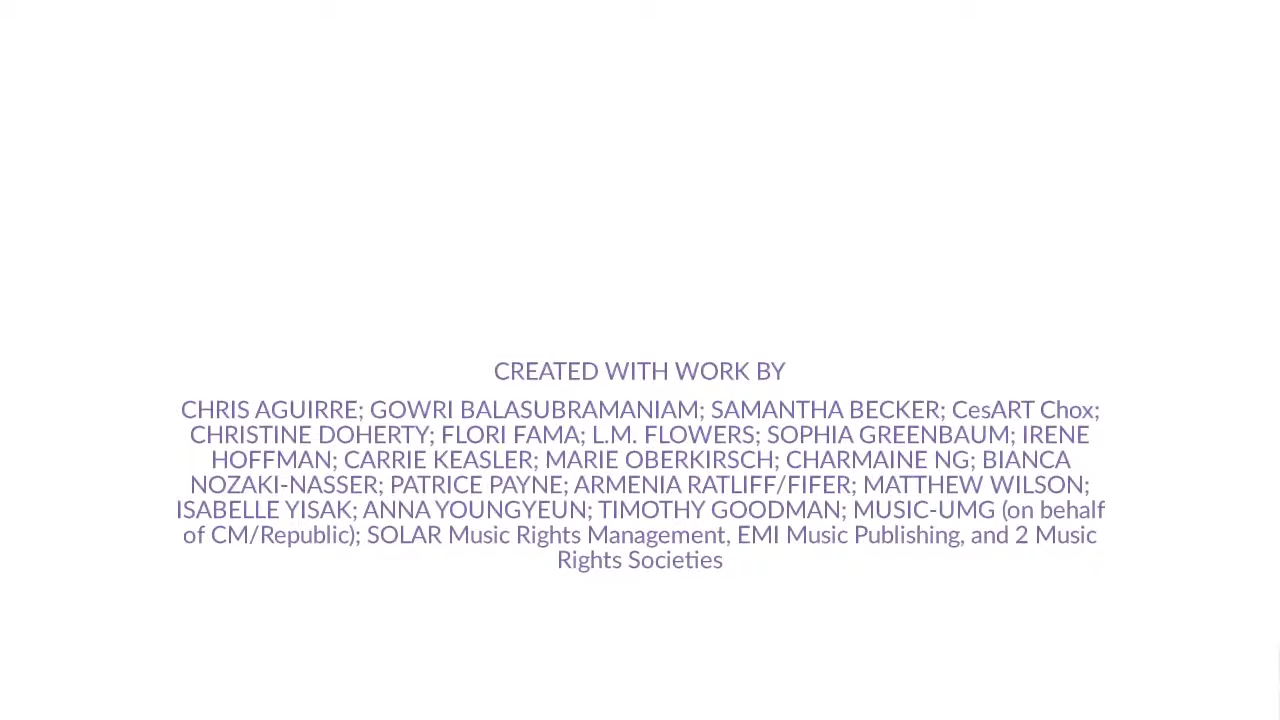 CREATED WITH WORK BY
CHRIS AGUIRRE; GOWRI BALASUBRAMANIAM; SAMANTHA BECKER; CesART Chox;
CHRISTINE DOHERTY; FLORI FAMA; L.M. FLOWERS; SOPHIA GREENBAUM; IRENE
HOFFMAN; CARRIE KEASLER; MARIE OBERKIRSCH; CHARMAINE NG; BIANCA
NOZAKI-NASSER; PATRICE PAYNE; ARMENIA RATLIFF/FIFER; MATTHEW WILSON;
ISABELLE YISAK; ANNA YOUNGYEUN; TIMOTHY GOODMAN; MUSIC-UMG (on behalf
of CM/Republic); SOLAR Music Rights Management, EMI Music Publishing, and 2 Music
Rights Societies